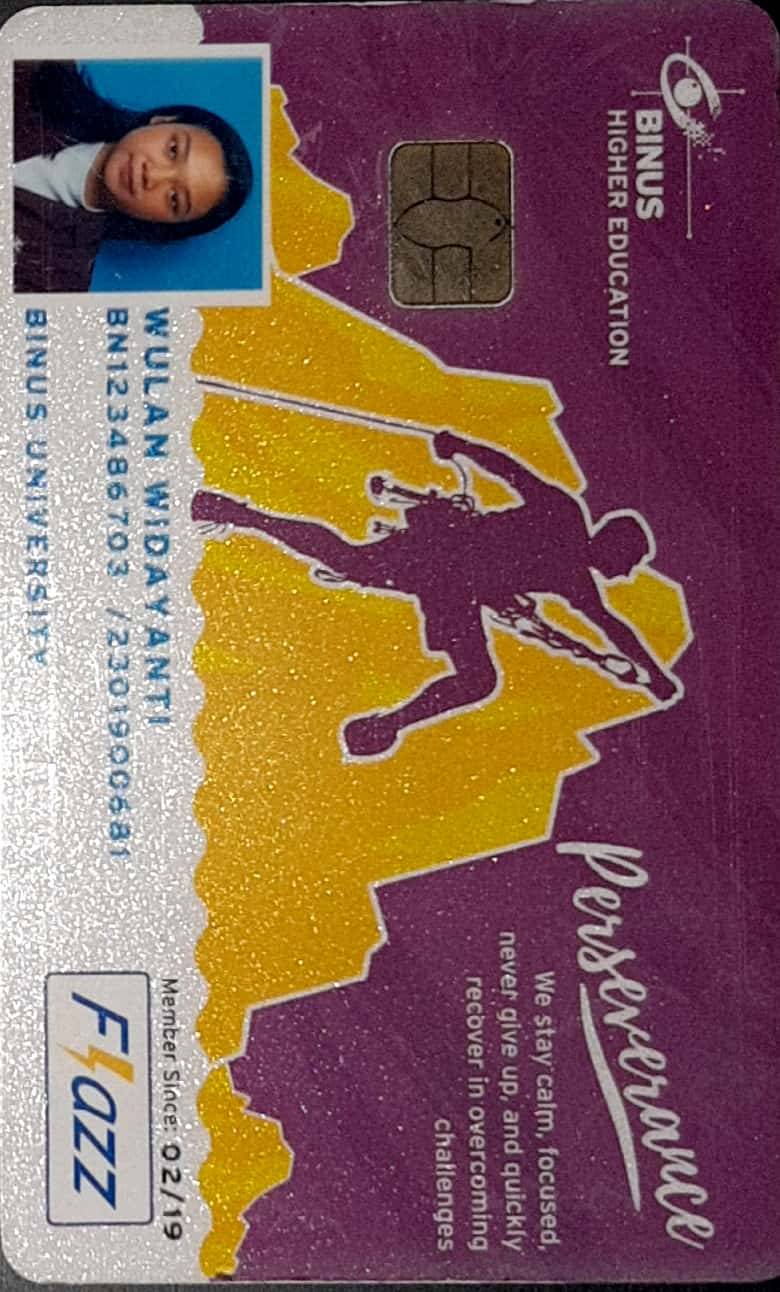 BINUS
HIGHER EDUCATION
Perseverance
We stay calm, focused,
never give up, and quickly
recover in overcoming
challenges
WULAN WIDAYANTI
BN123486703 /2301900681
BINUS UNIVERSITY
Member Since: 02/19
Flazz